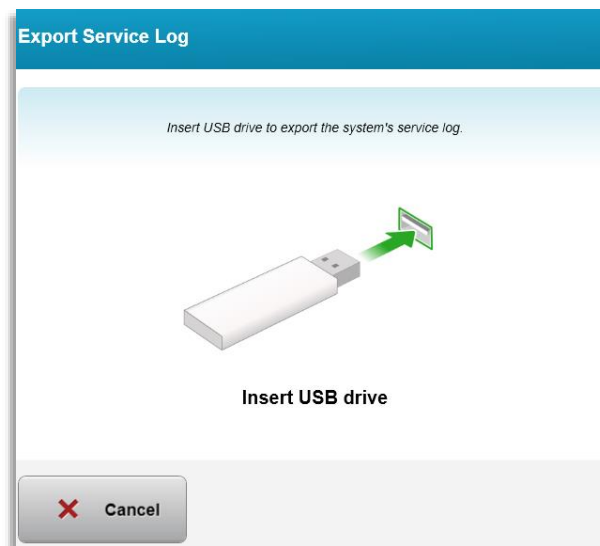 Export Service Log
Insert USB drive to export the system's service log.
Insert USB drive
Cancel